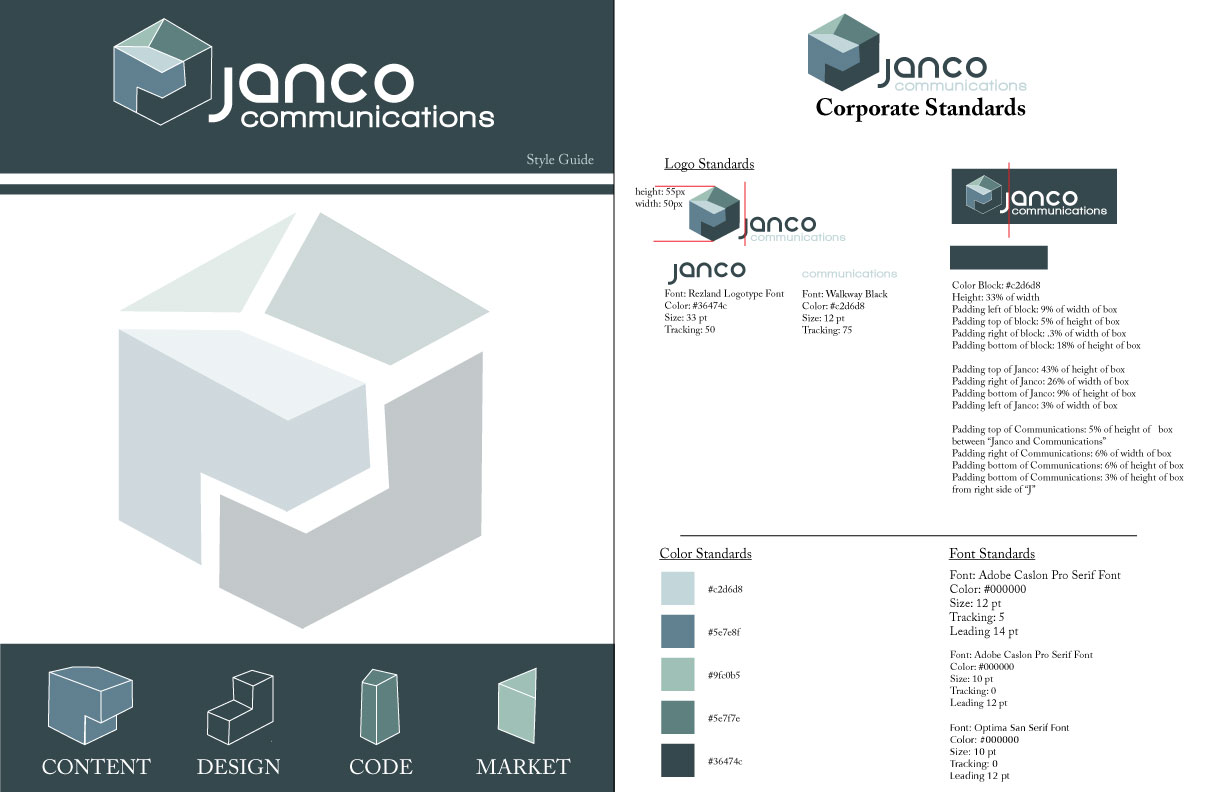 janco
communications
Style Guide
CONTENT
DESIGN
CODE
MARKET
janco
communications
Corporate Standards
Logo Standards
height: 55px
width: 50px
janco
communications
janco
Font: Rezland Logotype Font
Color: #36474c
Size: 33 pt
Tracking: 50
communications
Font: Walkway Black
Color: #c2d6d8
Size: 12 pt
Tracking: 75
janco
communications
Color Block: #c2d6d8
Height: 33% of width
Padding left of block: 9% of width of box
Padding top of block: 5% of height of box
Padding right of block: .3% of width of box
Padding bottom of block: 18% of height of box
Padding top of Janco: 43% of height of box
Padding right of Janco: 26% of width of box
Padding bottom of Janco: 9% of height of box
Padding left of Janco: 3% of width of box
Padding top of Communications: 5% of height of box
between “Janco and Communications”
Padding right of Communications: 6% of width of box
Padding bottom of Communications: 6% of height of box
Padding bottom of Communications: 3% of height of box
from right side of “J”
Color Standards
#c2d6d8
#5e7e8f
#9fc0b5
#5e7f7e
#36474c
Font Standards
Font: Adobe Caslon Pro Serif Font
Color: #000000
Size: 12 pt
Tracking: 5
Leading 14 pt
Font: Adobe Caslon Pro Serif Font
Color: #000000
Size: 10 pt
Tracking: 0
Leading 12 pt
Font: Optima San Serif Font
Color: #000000
Size: 10 pt
Tracking: 0
Leading 12 pt